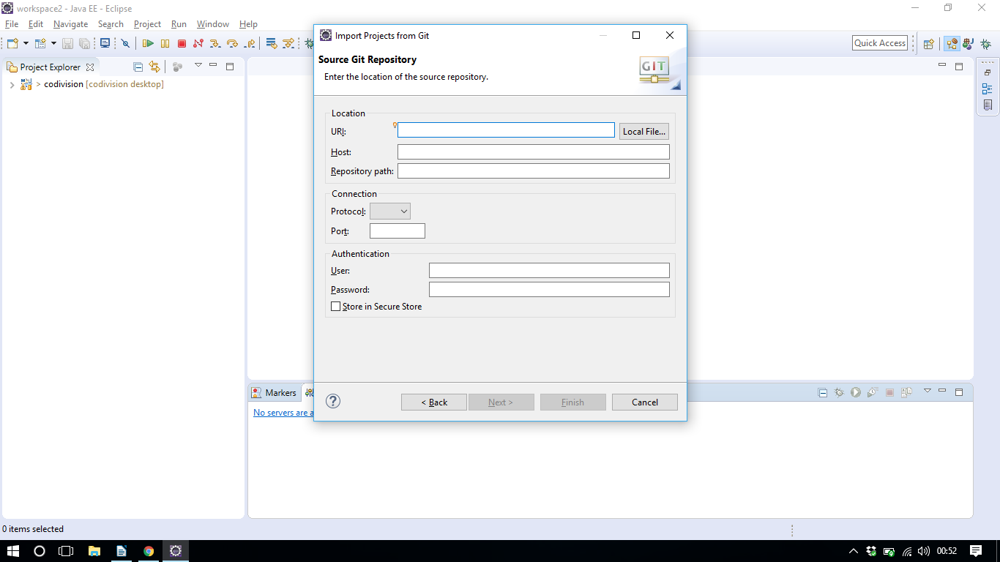 workspace2 - Java EE - Eclipse
File Edit Navigate Search Project Run Window Help
Quick Access
Project Explorer
> codivision [codivision desktop]
Import Projects from Git
Source Git Repository
Enter the location of the source repository.
GIT
Location
URI:
Local File...
Host:
Repository path:
Connection
Protocol:
Port:
Authentication
User:
Password:
Store in Secure Store
? < Back Next > Finish Cancel
Markers
No servers are a
0 items selected
00:52